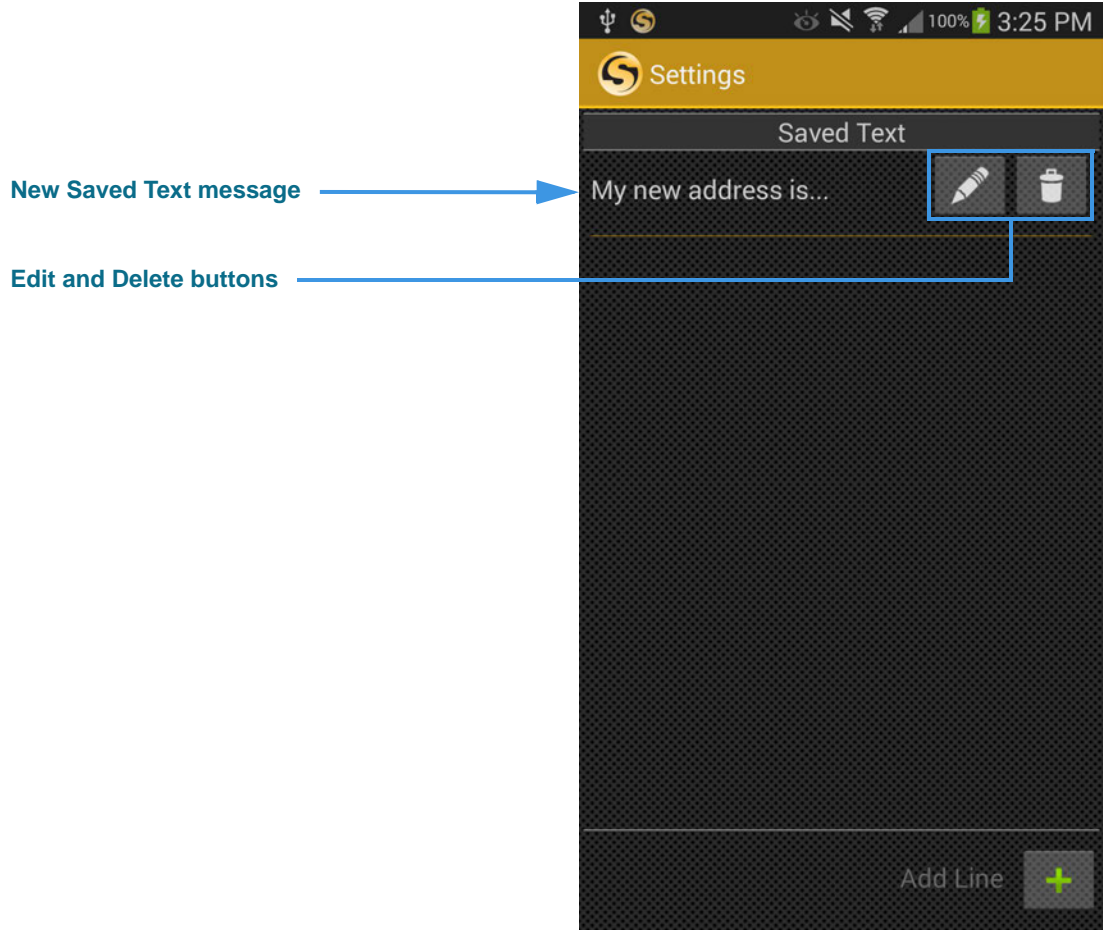 100% 3:25 PM
Settings
Saved Text
New Saved Text message
My new address is...
Edit and Delete buttons
Add Line